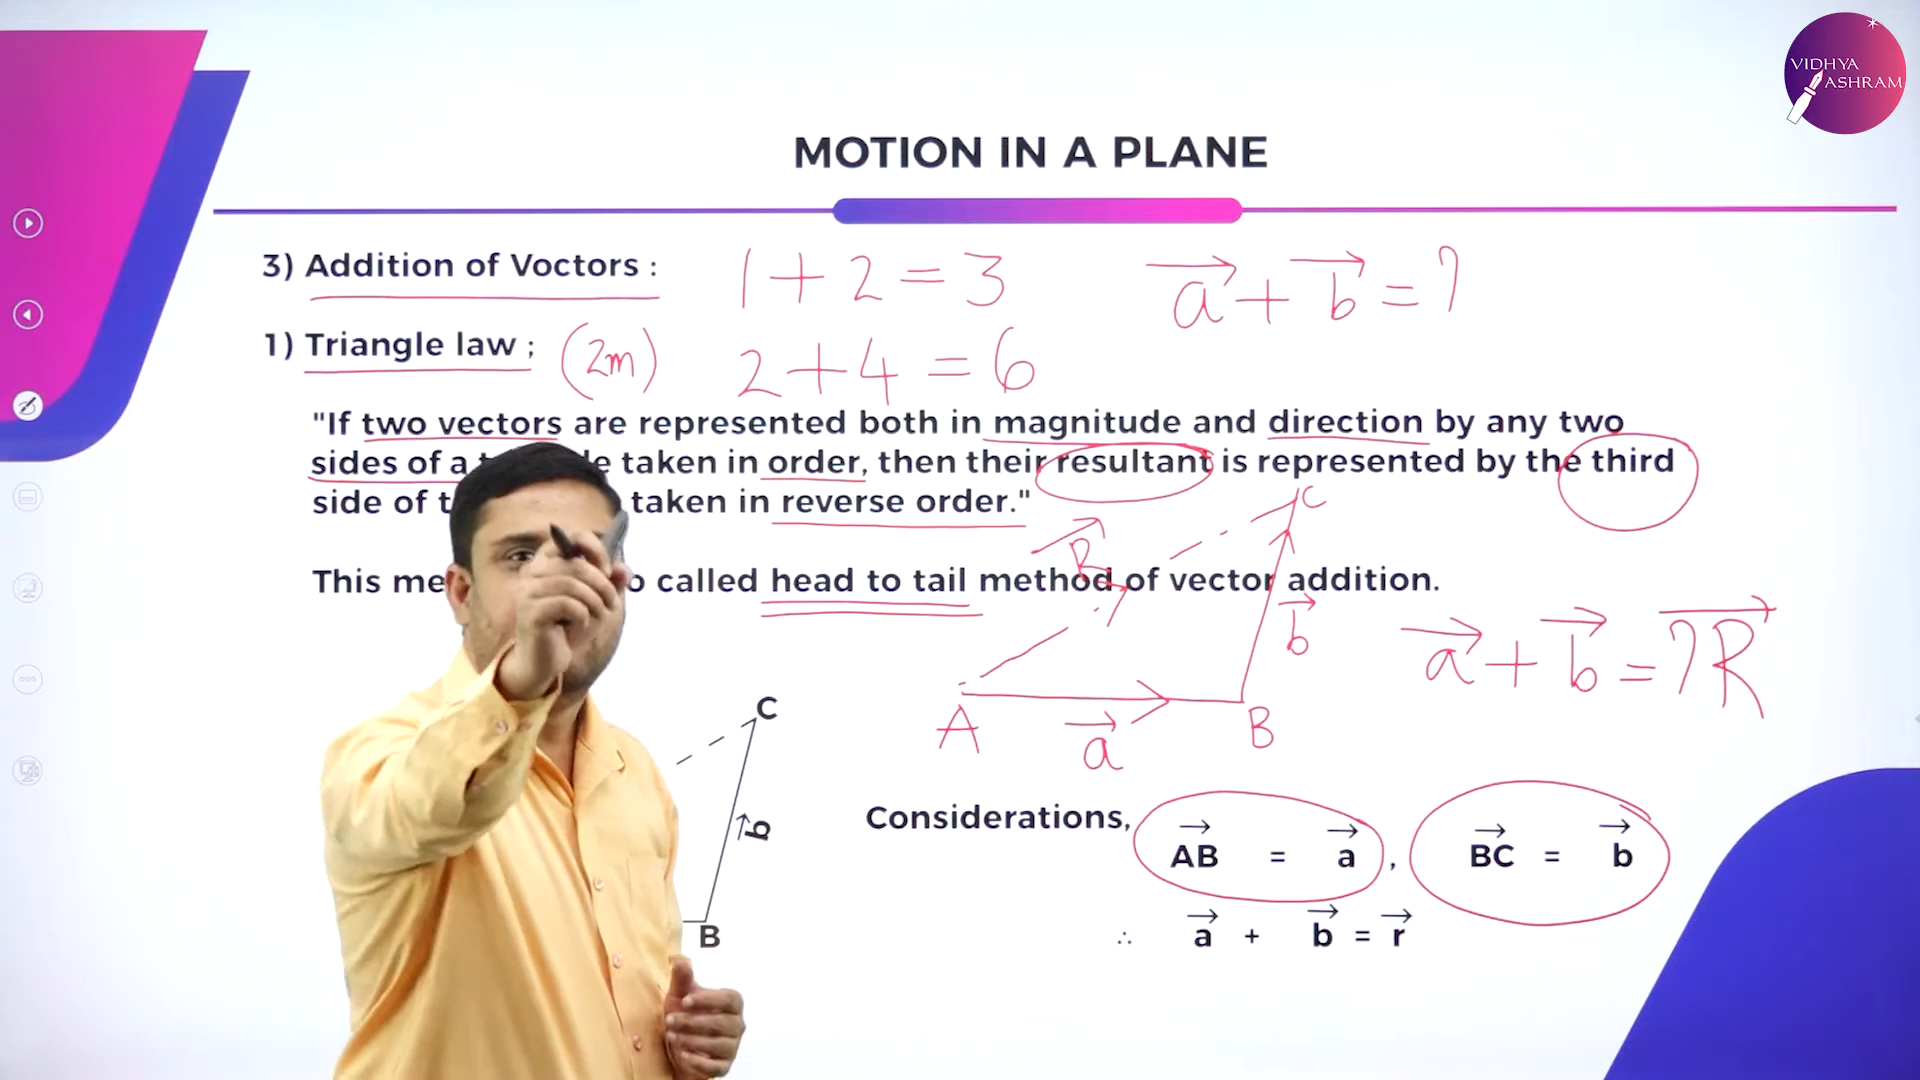 VIDHYA
ASHRAM
MOTION IN A PLANE
3) Addition of Voctors :
1 + 2 = 3
a + b = ?
1) Triangle law ;
(2m)
2 + 4 = 6
"If two vectors are represented both in magnitude and direction by any two
sides of a taken in order, then their resultant is represented by the third
side of taken in reverse order."
This called head to tail method of vector addition.
C
R
b
a + b = ?R
A
a
B
C
b
B
Considerations, AB = a , BC = b
∴ a + b = r